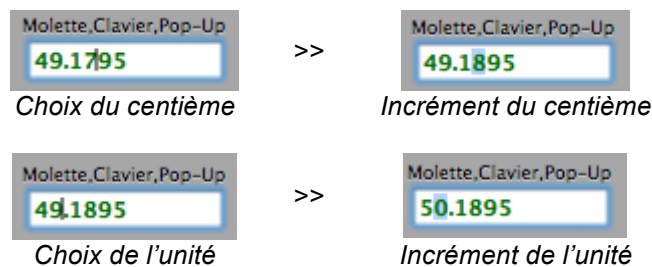 Molette,Clavier,Pop-Up >> Molette,Clavier,Pop-Up
49.1795 49.1895
Choix du centième Incrément du centième
Molette,Clavier,Pop-Up >> Molette,Clavier,Pop-Up
49.1895 50.1895
Choix de l’unité Incrément de l’unité